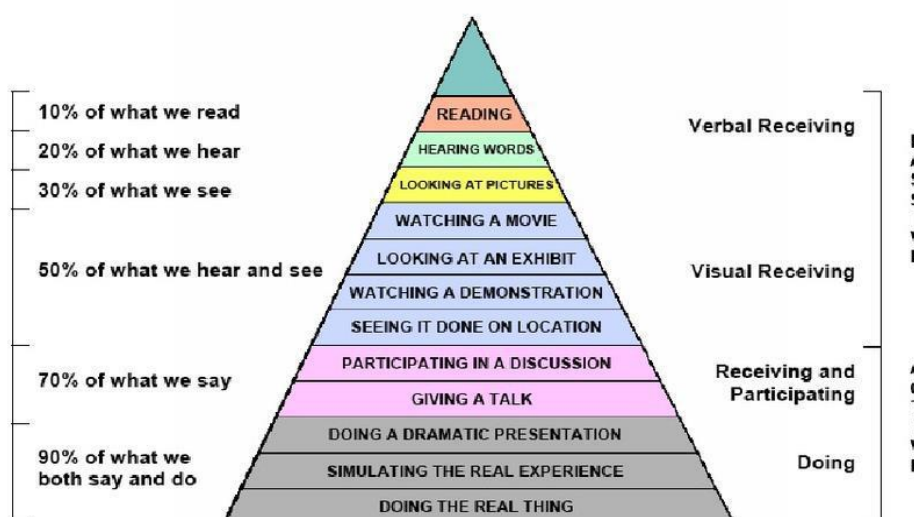 10% of what we read
20% of what we hear
30% of what we see
50% of what we hear and see
70% of what we say
90% of what we
both say and do
READING
HEARING WORDS
LOOKING AT PICTURES
WATCHING A MOVIE
LOOKING AT AN EXHIBIT
WATCHING A DEMONSTRATION
SEEING IT DONE ON LOCATION
PARTICIPATING IN A DISCUSSION
GIVING A TALK
DOING A DRAMATIC PRESENTATION
SIMULATING THE REAL EXPERIENCE
DOING THE REAL THING
Verbal Receiving
Visual Receiving
Receiving and
Participating
Doing